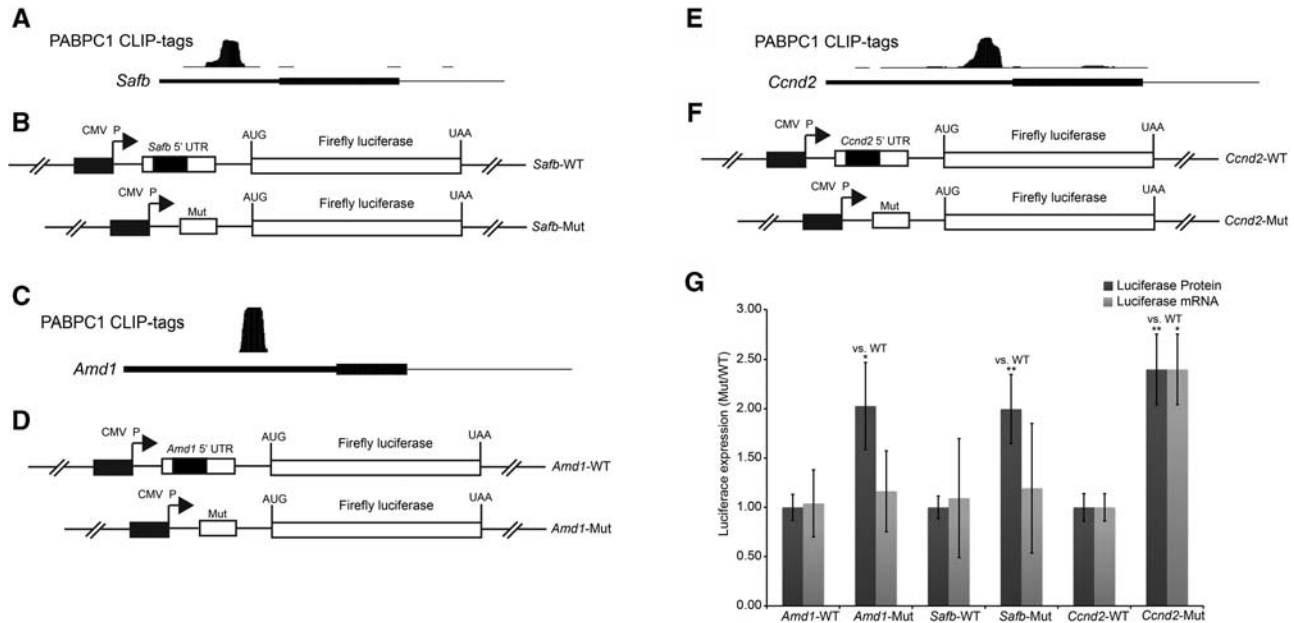 A
PABPC1 CLIP-tags
Safb
B
CMV P
Safb 5' UTR
AUG
Firefly luciferase
UAA
Safb-WT
CMV P
Mut
AUG
Firefly luciferase
UAA
Safb-Mut
C
PABPC1 CLIP-tags
Amd1
D
CMV P
Amd1 5' UTR
AUG
Firefly luciferase
UAA
Amd1-WT
CMV P
Mut
AUG
Firefly luciferase
UAA
Amd1-Mut
E
PABPC1 CLIP-tags
Ccnd2
F
CMV P
Ccnd2 5' UTR
AUG
Firefly luciferase
UAA
Ccnd2-WT
CMV P
Mut
AUG
Firefly luciferase
UAA
Ccnd2-Mut
G
Luciferase Protein
Luciferase mRNA
Luciferace expression (Mut/WT)
3.00
2.50
2.00
1.50
1.00
0.50
0.00
vs. WT
*
vs. WT
**
vs. WT
** *
Amd1-WT Amd1-Mut Safb-WT Safb-Mut Ccnd2-WT Ccnd2-Mut